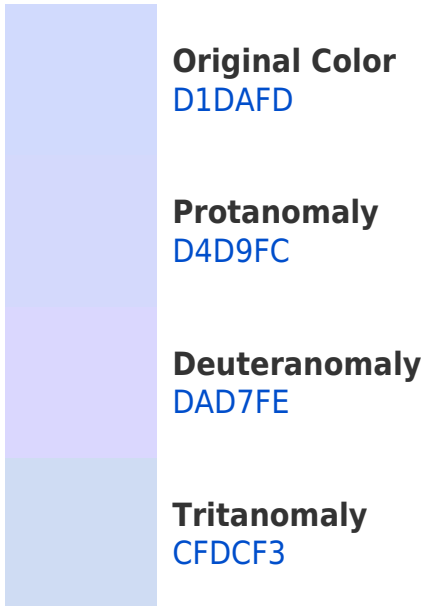 Original Color
D1DAFD
Protanomaly
D4D9FC
Deuteranomaly
DAD7FE
Tritanomaly
CFDCF3